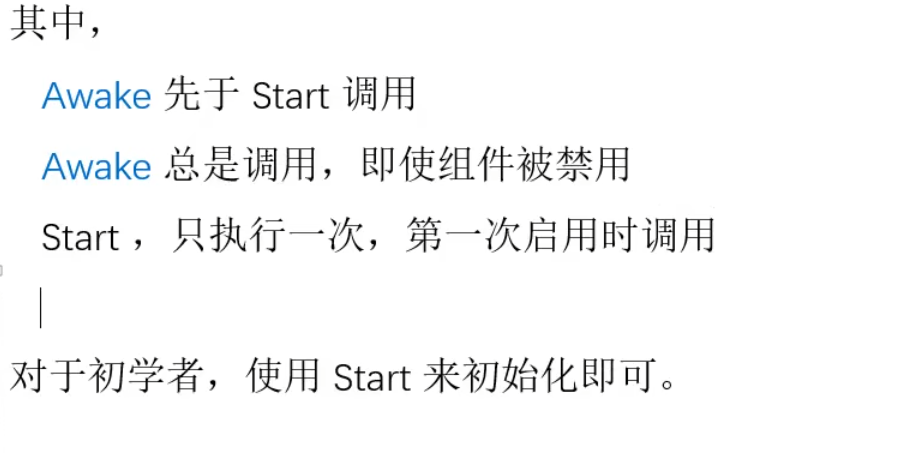 其中，
Awake 先于 Start 调用
Awake 总是调用，即使组件被禁用
Start ，只执行一次，第一次启用时调用
对于初学者，使用 Start 来初始化即可。